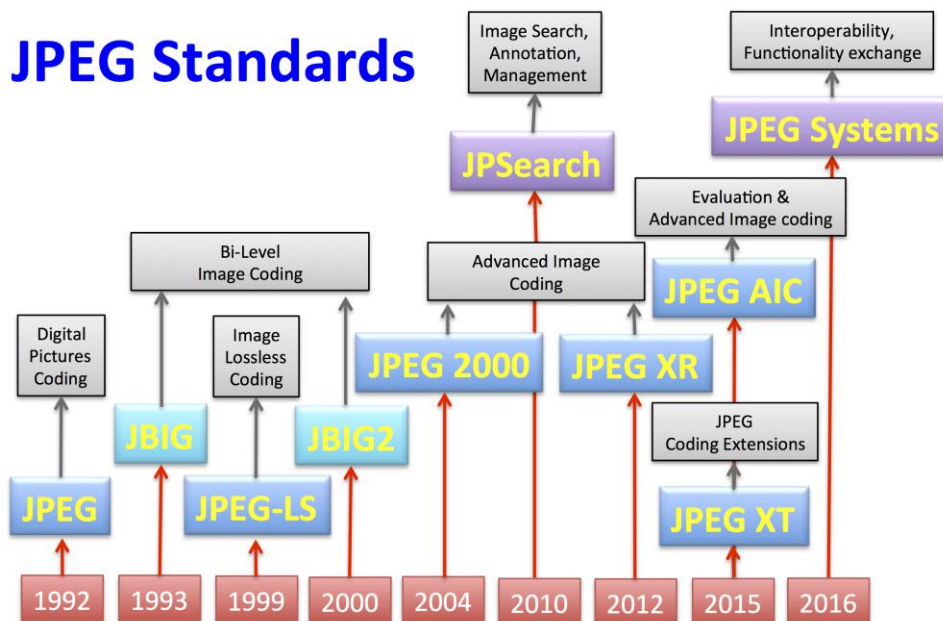 JPEG Standards
Image Search,
Annotation,
Management
Interoperability,
Functionality exchange
JPEG Systems
JPSearch
Evaluation &
Advanced Image coding
Bi-Level
Image Coding
Advanced Image
Coding
JPEG AIC
Digital
Pictures
Coding
Image
Lossless
Coding
JPEG 2000
JPEG XR
JBIG
JBIG2
JPEG
Coding Extensions
JPEG
JPEG-LS
JPEG XT
1992
1993
1999
2000
2004
2010
2012
2015
2016